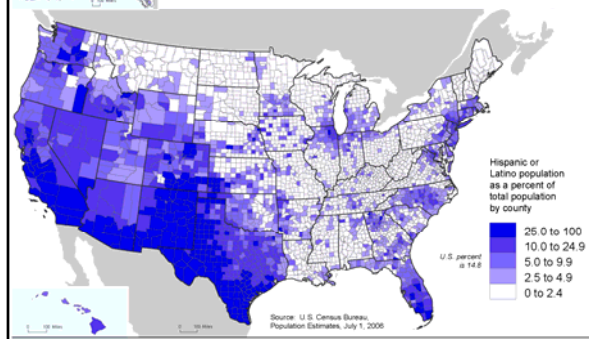 Hispanic or
Latino population
as a percent of
total population
by county
25.0 to 100
10.0 to 24.9
5.0 to 9.9
2.5 to 4.9
0 to 2.4
U.S. percent
is 14.8
Source: U.S. Census Bureau,
Population Estimates, July 1, 2006